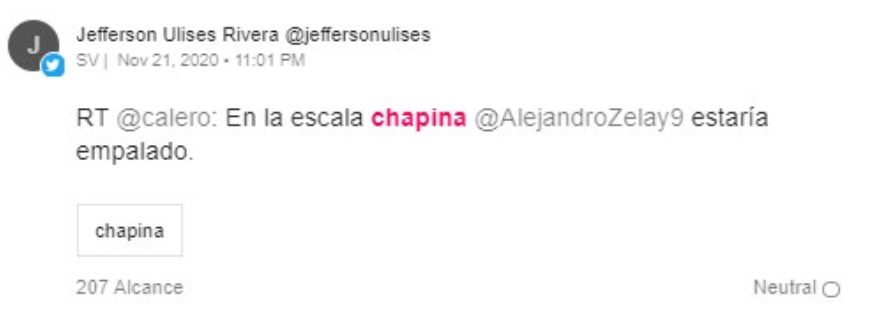 J
Jefferson Ulises Rivera @jeffersonulises
SV | Nov 21, 2020 • 11:01 PM
RT @calero: En la escala chapina @AlejandroZelay9 estaría
empalado.
chapina
207 Alcance
Neutral